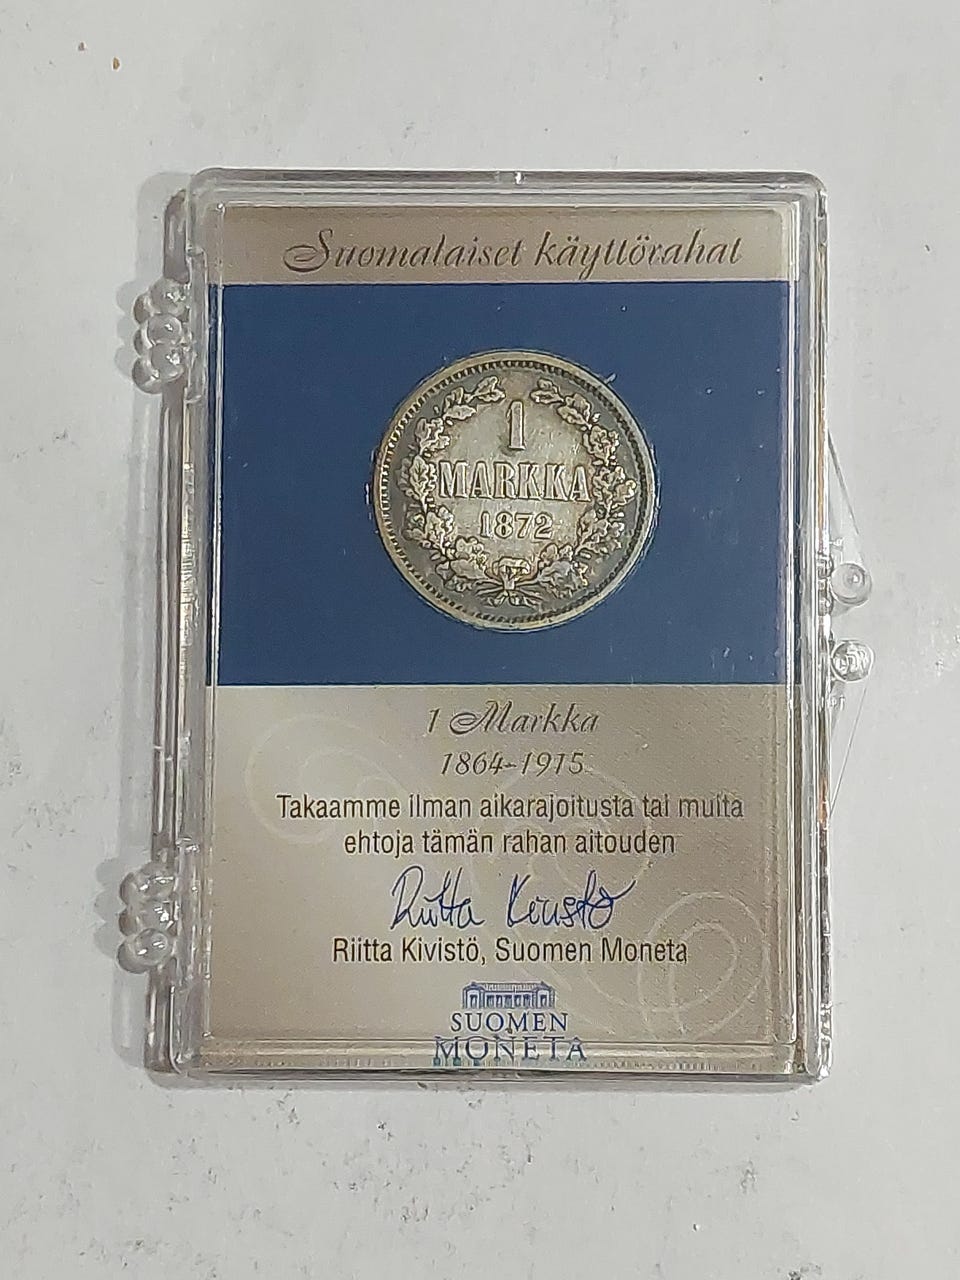 Suomalaiset käyttörahat
1
MARKKA
1872
1 Markka
1864-1915
Takaamme ilman aikarajoitusta tai muita
ehtoja tämän rahan aitouden
Riitta Kivistö
Riitta Kivistö, Suomen Moneta
SUOMEN
MONETA